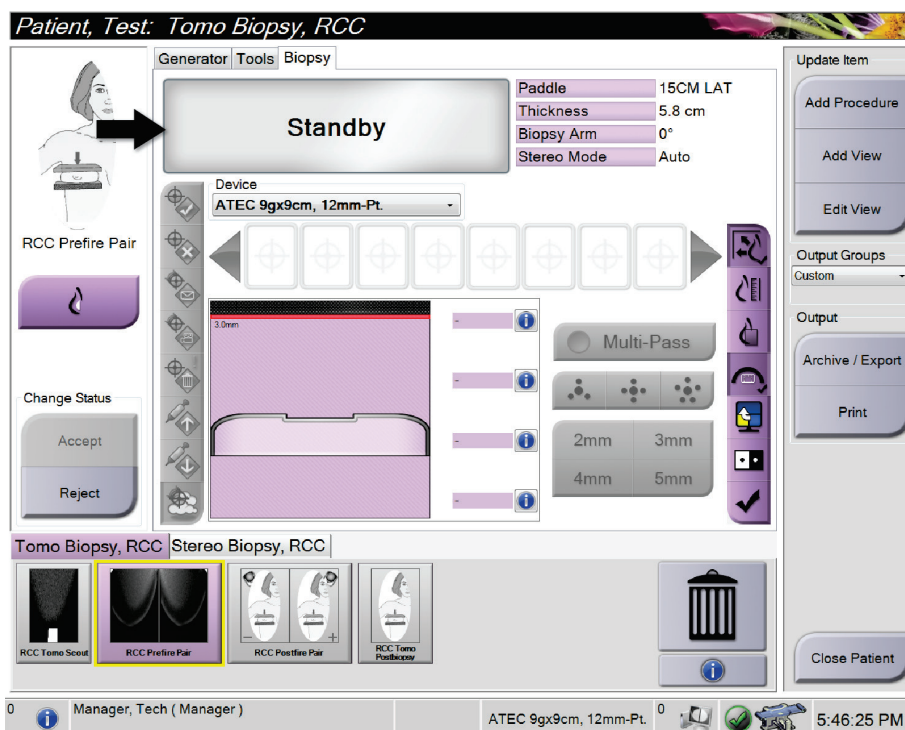 Patient, Test: Tomo Biopsy, RCC
Generator Tools Biopsy
Standby
Paddle 15CM LAT
Thickness 5.8 cm
Biopsy Arm 0°
Stereo Mode Auto
Device
ATEC 9gx9cm, 12mm-Pt.
RCC Prefire Pair
3.0mm
-
-
-
-
Multi-Pass
2mm 3mm
4mm 5mm
Change Status
Accept
Reject
Update Item
Add Procedure
Add View
Edit View
Output Groups
Custom
Output
Archive / Export
Print
Close Patient
Tomo Biopsy, RCC Stereo Biopsy, RCC
RCC Tomo Scout
RCC Prefire Pair
- +
RCC Postfire Pair
RCC Tomo
Postbiopsy
0 Manager, Tech ( Manager ) ATEC 9gx9cm, 12mm-Pt. 0 5:46:25 PM